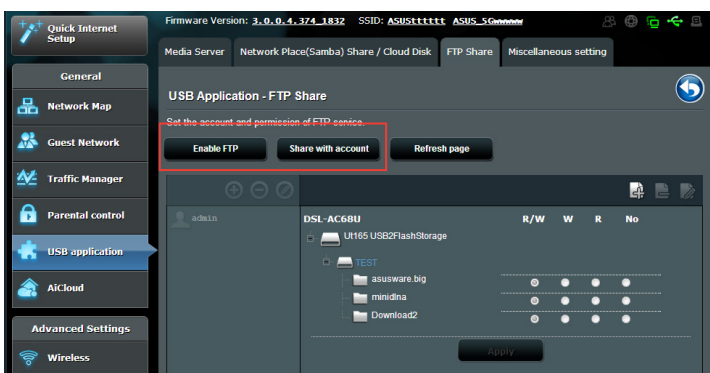 Quick Internet
Setup
Firmware Version: 3.0.0.4.374_1832 SSID: ASUSttttt ASUS_5G
Media Server
Network Place(Samba) Share / Cloud Disk
FTP Share
Miscellaneous setting
General
Network Map
Guest Network
Traffic Manager
Parental control
USB application
AiCloud
Advanced Settings
Wireless
USB Application - FTP Share
Set the account and permission of FTP service.
Enable FTP
Share with account
Refresh page
admin
DSL-AC68U
R/W W R No
Ut165 USB2FlashStorage
TEST
asusware.big
minidlna
Download2
Apply